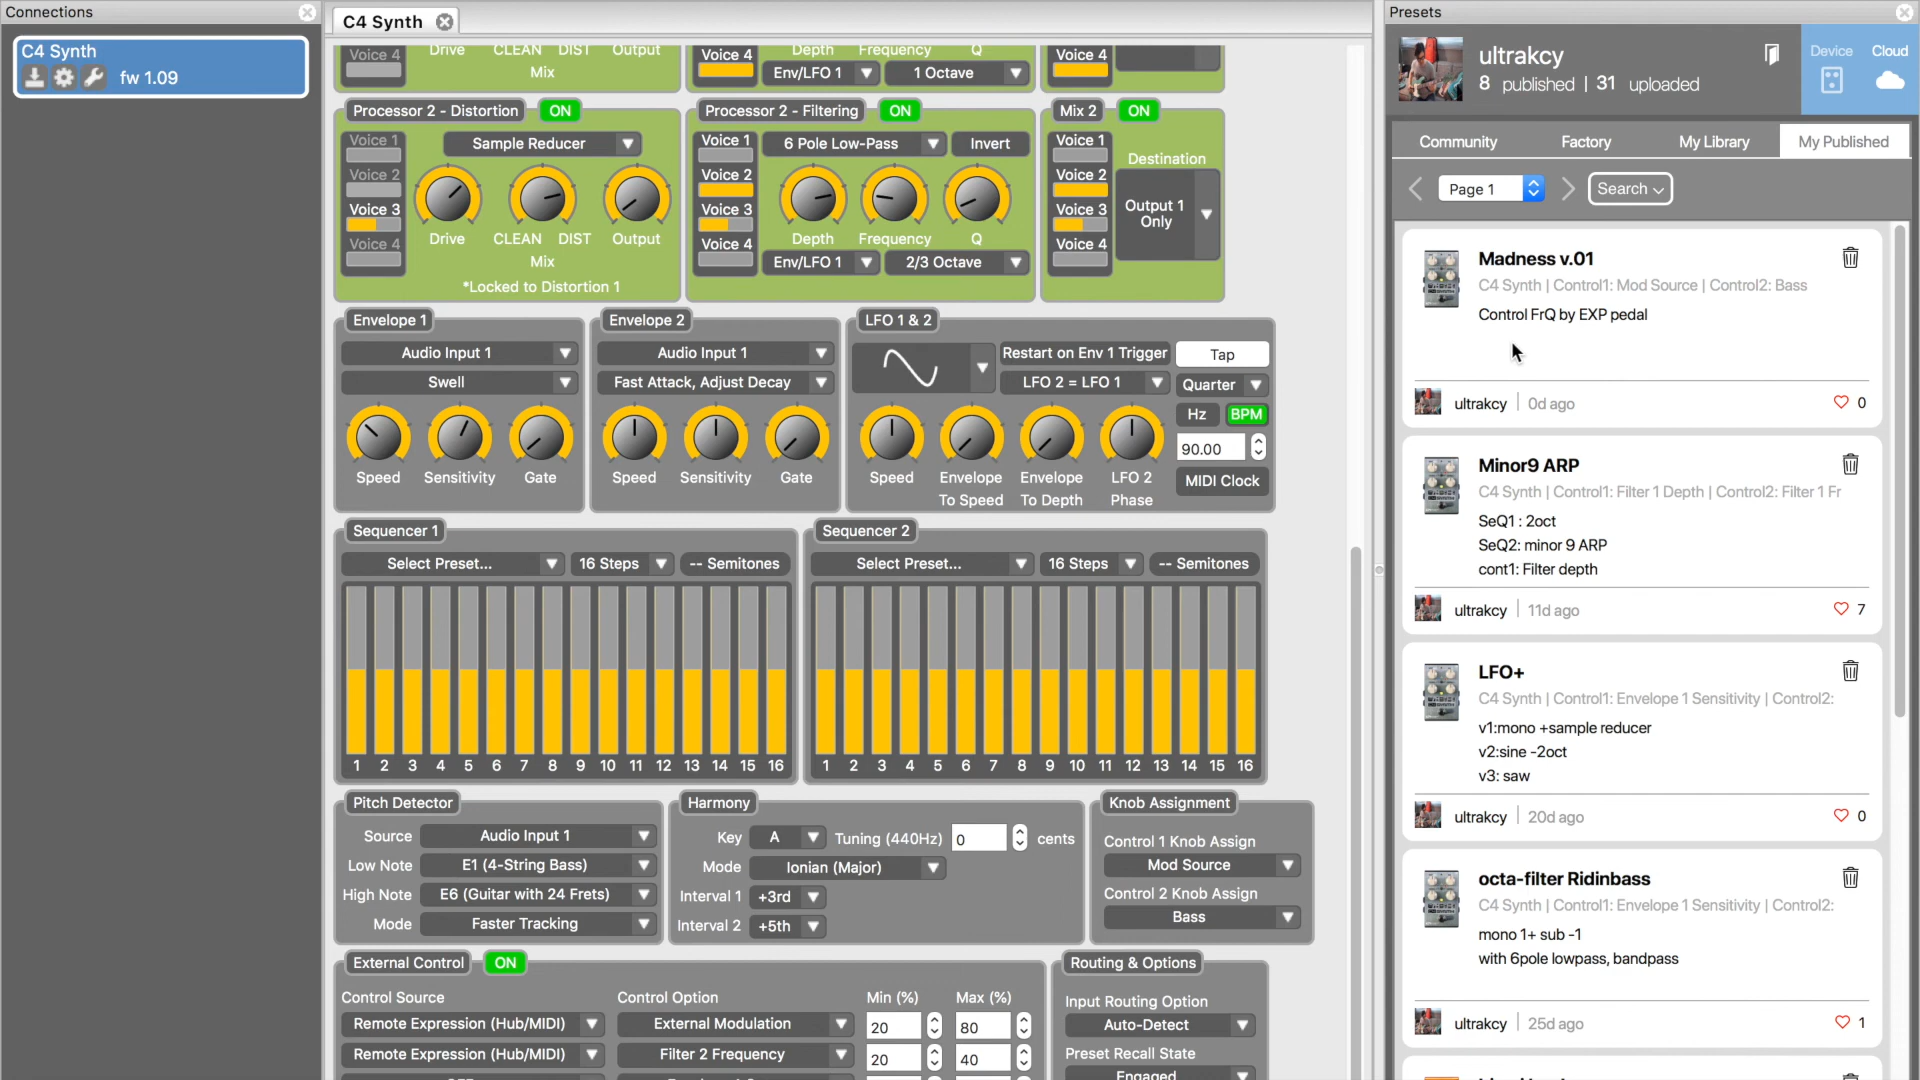 Connections
C4 Synth
fw 1.09
C4 Synth
Voice 4
Drive CLEAN DIST Output
Mix
Voice 4
Depth Frequency Q
Env/LFO 1
1 Octave
Voice 4
Processor 2 - Distortion ON
Voice 1
Voice 2
Voice 3
Voice 4
Sample Reducer
Drive CLEAN DIST Output
Mix
*Locked to Distortion 1
Processor 2 - Filtering ON
Voice 1
Voice 2
Voice 3
Voice 4
6 Pole Low-Pass Invert
Depth Frequency Q
Env/LFO 1 2/3 Octave
Mix 2 ON
Voice 1
Voice 2
Voice 3
Voice 4
Destination
Output 1
Only
Envelope 1
Audio Input 1
Swell
Speed Sensitivity Gate
Envelope 2
Audio Input 1
Fast Attack, Adjust Decay
Speed Sensitivity Gate
LFO 1 & 2
Restart on Env 1 Trigger Tap
LFO 2 = LFO 1 Quarter
Hz BPM
90.00
MIDI Clock
Speed Envelope Envelope LFO 2
To Speed To Depth Phase
Sequencer 1
Select Preset... 16 Steps -- Semitones
1 2 3 4 5 6 7 8 9 10 11 12 13 14 15 16
Sequencer 2
Select Preset... 16 Steps -- Semitones
1 2 3 4 5 6 7 8 9 10 11 12 13 14 15 16
Pitch Detector
Source Audio Input 1
Low Note E1 (4-String Bass)
High Note E6 (Guitar with 24 Frets)
Mode Faster Tracking
Harmony
Key A Tuning (440Hz) 0 cents
Mode Ionian (Major)
Interval 1 +3rd
Interval 2 +5th
Knob Assignment
Control 1 Knob Assign
Mod Source
Control 2 Knob Assign
Bass
External Control ON
Control Source Control Option Min (%) Max (%)
Remote Expression (Hub/MIDI) External Modulation 20 80
Remote Expression (Hub/MIDI) Filter 2 Frequency 20 40
Routing & Options
Input Routing Option
Auto-Detect
Preset Recall State
Engaged
Presets
ultrakcy
8 published | 31 uploaded
Device Cloud
Community Factory My Library My Published
Page 1 Search
Madness v.01
C4 Synth | Control1: Mod Source | Control2: Bass
Control FrQ by EXP pedal
ultrakcy 0d ago 0
Minor9 ARP
C4 Synth | Control1: Filter 1 Depth | Control2: Filter 1 Fr
SeQ1 : 2oct
SeQ2: minor 9 ARP
cont1: Filter depth
ultrakcy 11d ago 7
LFO+
C4 Synth | Control1: Envelope 1 Sensitivity | Control2:
v1:mono +sample reducer
v2:sine -2oct
v3: saw
ultrakcy 20d ago 0
octa-filter Ridinbass
C4 Synth | Control1: Envelope 1 Sensitivity | Control2:
mono 1+ sub -1
with 6pole lowpass, bandpass
ultrakcy 25d ago 1